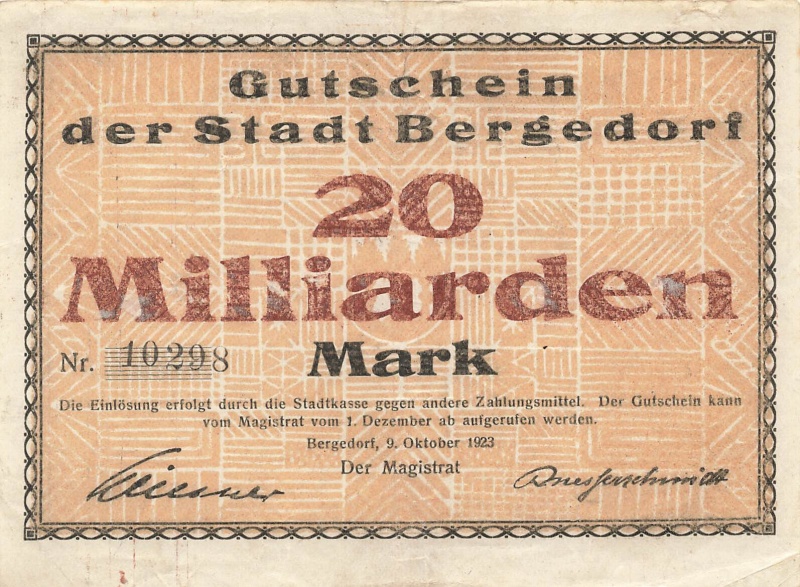 Gutschein
der Stadt Bergedorf
20
Milliarden
Nr. 10298 Mark
Die Einlösung erfolgt durch die Stadtkasse gegen andere Zahlungsmittel. Der Gutschein kann
vom Magistrat vom 1. Dezember ab aufgerufen werden.
Bergedorf, 9. Oktober 1923
Der Magistrat